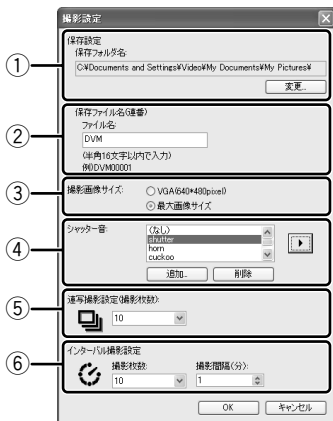 撮影設定
① 保存設定
保存フォルダ名:
C:¥Documents and Settings¥Video¥My Documents¥My Pictures¥
変更...
② 保存ファイル名(連番)
ファイル名:
DVM
(半角16文字以内で入力)
例)DVM00001
③ 撮影画像サイズ: VGA(640*480pixel)
最大画像サイズ
④ シャッター音: (なし)
shutter
horn
cuckoo
追加... 削除
⑤ 連写撮影設定(撮影枚数):
10
⑥ インターバル撮影設定
撮影枚数: 撮影間隔(分):
10 1
OK キャンセル